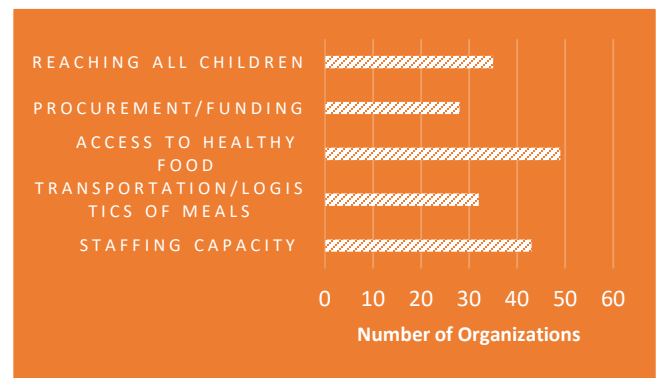 REACHING ALL CHILDREN
PROCUREMENT/FUNDING
ACCESS TO HEALTHY
FOOD
TRANSPORTATION/LOGIS
TICS OF MEALS
STAFFING CAPACITY
0 10 20 30 40 50 60
Number of Organizations